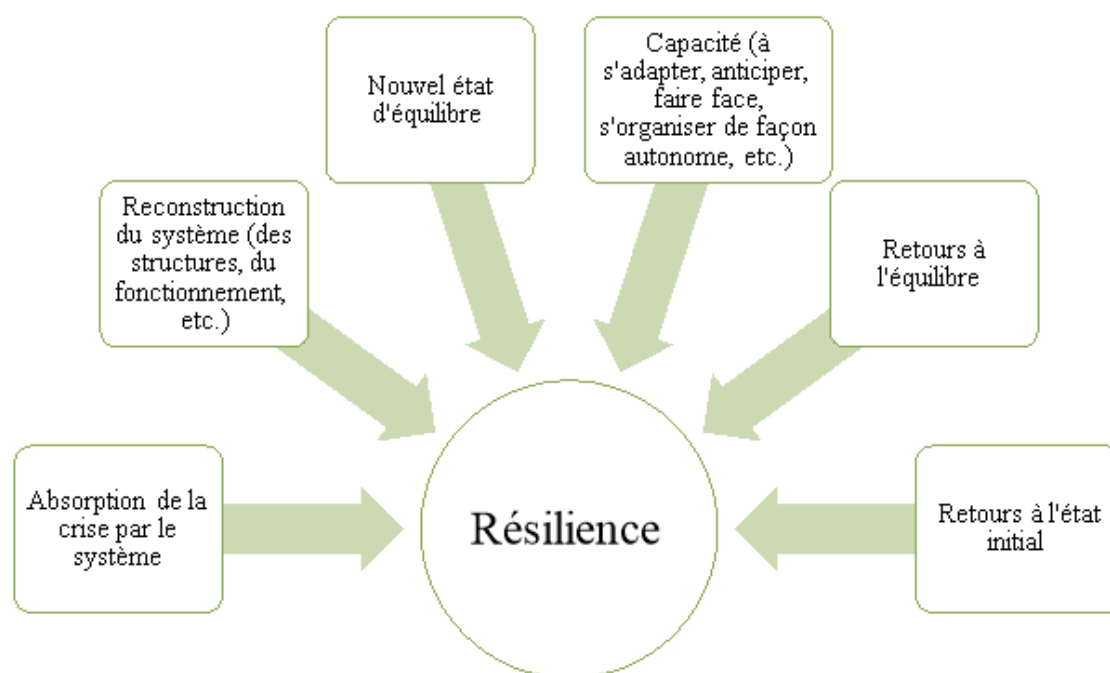 Absorption de la
crise par le
système
Reconstruction
du système (des
structures, du
fonctionnement,
etc.)
Nouvel état
d'équilibre
Capacité (à
s'adapter, anticiper,
faire face,
s'organiser de façon
autonome, etc.)
Retours à
l'équilibre
Retours à l'état
initial
Résilience